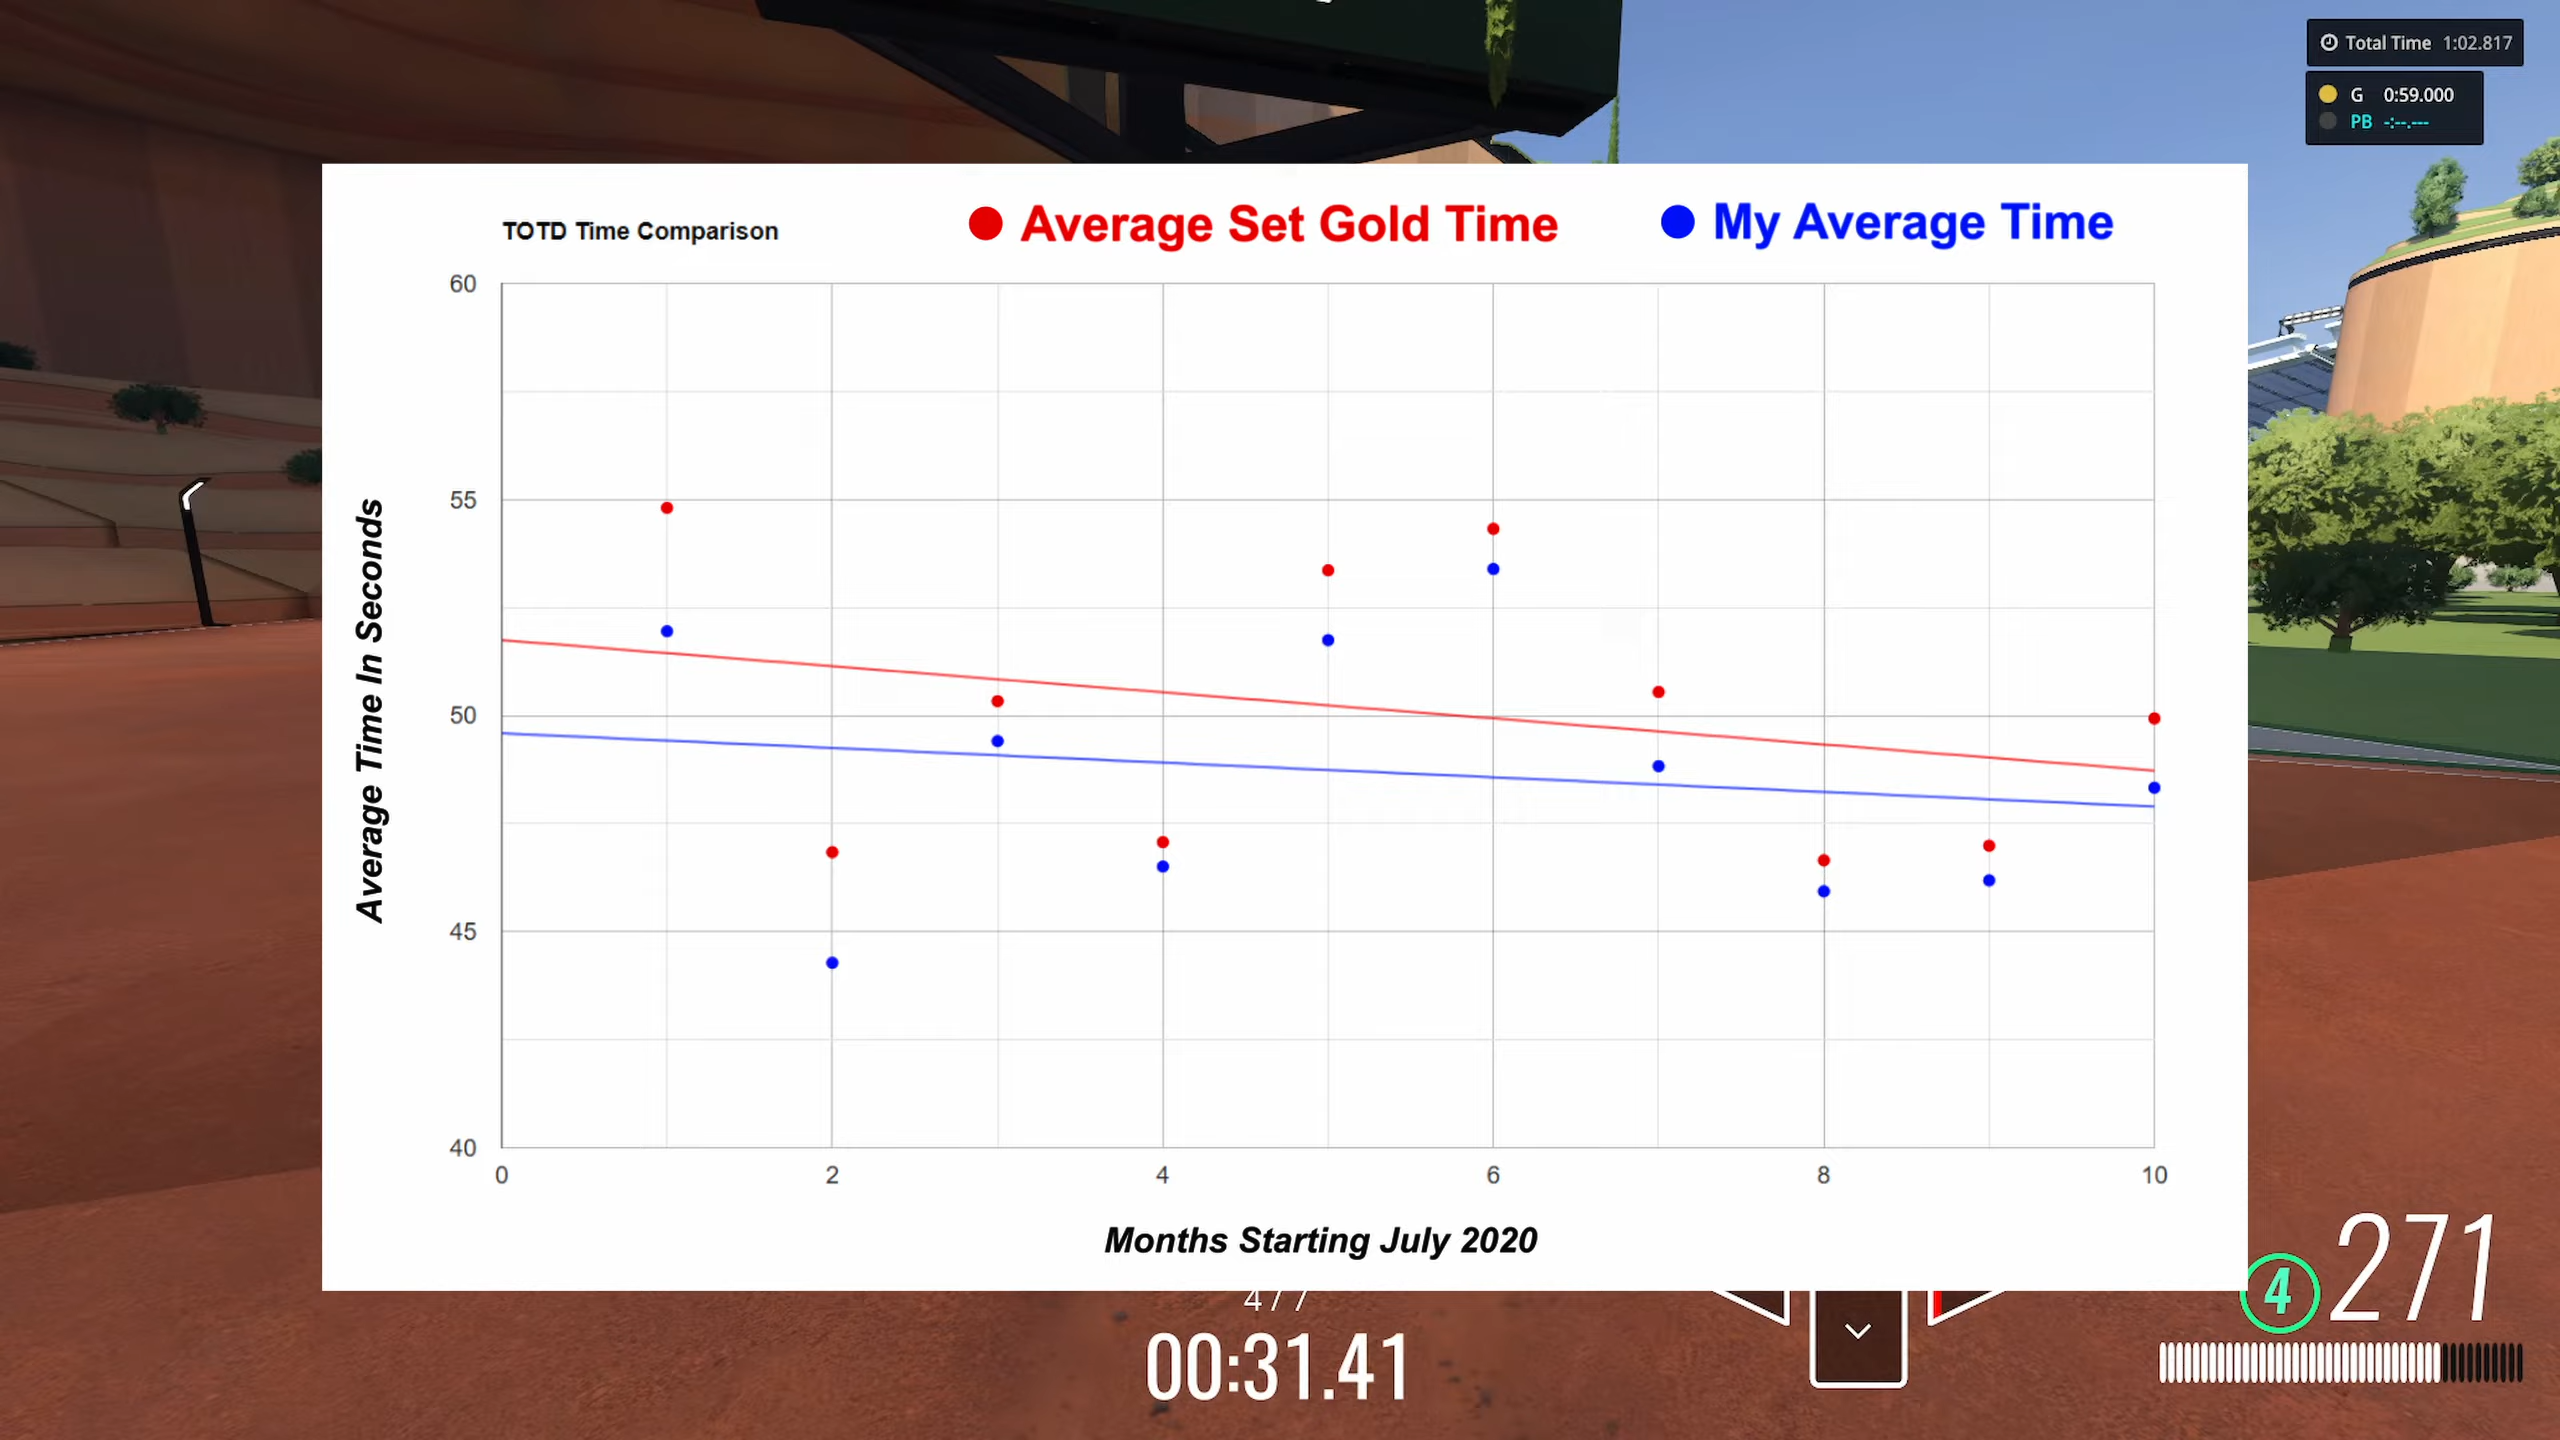 Total Time 1:02.817
G 0:59.000
PB -:--.---
TOTD Time Comparison
Average Set Gold Time
My Average Time
60
55
50
45
40
Average Time In Seconds
0 2 4 6 8 10
Months Starting July 2020
4 / 7
00:31.41
4 271